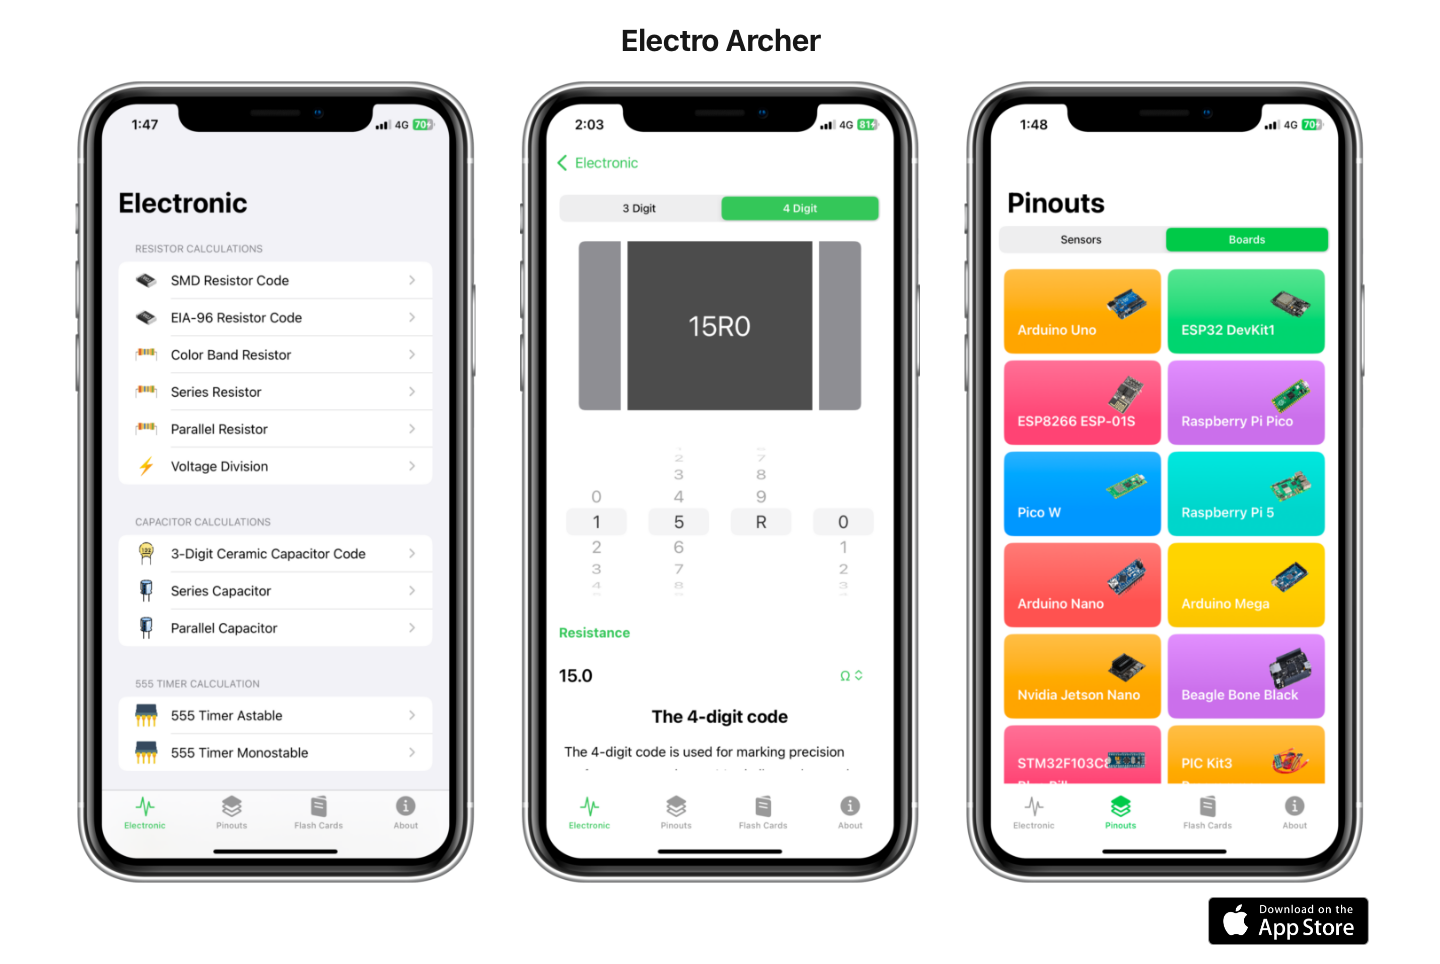 Electro Archer
1:47
4G 70
Electronic
RESISTOR CALCULATIONS
SMD Resistor Code
EIA-96 Resistor Code
Color Band Resistor
Series Resistor
Parallel Resistor
Voltage Division
CAPACITOR CALCULATIONS
3-Digit Ceramic Capacitor Code
Series Capacitor
Parallel Capacitor
555 TIMER CALCULATION
555 Timer Astable
555 Timer Monostable
Electronic Pinouts Flash Cards About
2:03
4G 81
Electronic
3 Digit 4 Digit
15R0
2 7
3 8
0 4 9
1 5 R 0
2 6 1
3 7 2
4 8 3
Resistance
15.0 Ω
The 4-digit code
The 4-digit code is used for marking precision
Electronic Pinouts Flash Cards About
1:48
4G 70
Pinouts
Sensors Boards
Arduino Uno
ESP32 DevKit1
ESP8266 ESP-01S
Raspberry Pi Pico
Pico W
Raspberry Pi 5
Arduino Nano
Arduino Mega
Nvidia Jetson Nano
Beagle Bone Black
STM32F103C8
PIC Kit3
Electronic Pinouts Flash Cards About
Download on the
App Store